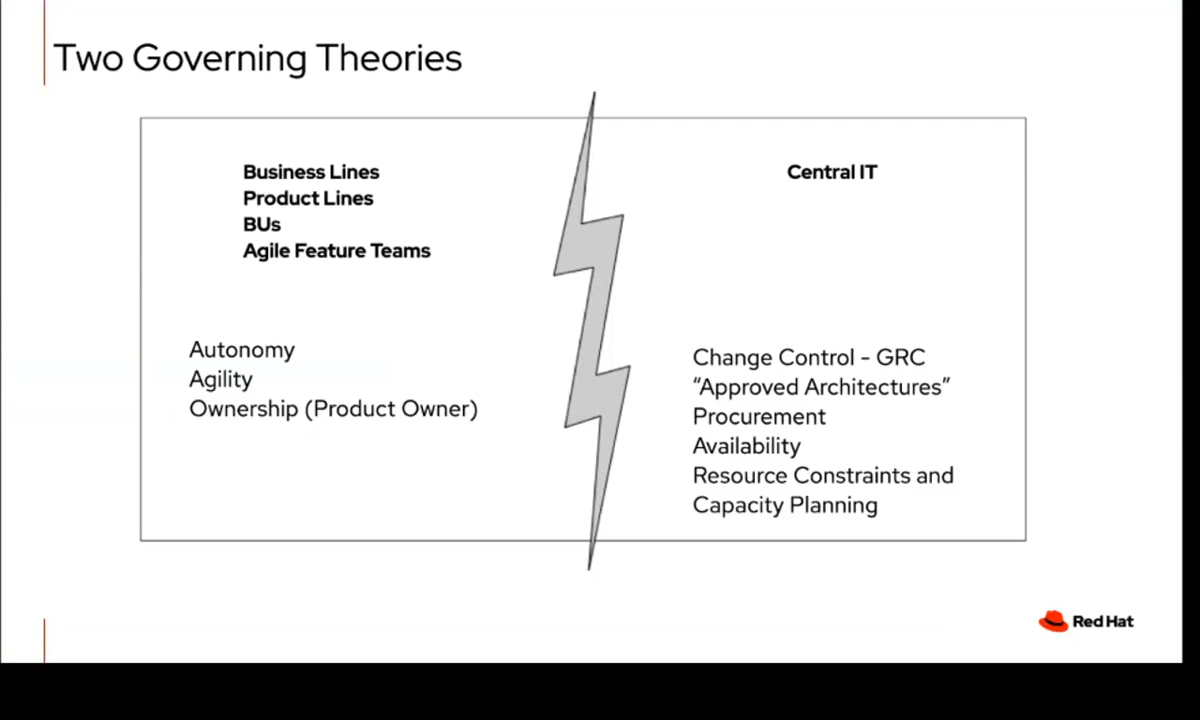 Two Governing Theories
Business Lines
Product Lines
BUs
Agile Feature Teams
Autonomy
Agility
Ownership (Product Owner)
Central IT
Change Control - GRC
“Approved Architectures”
Procurement
Availability
Resource Constraints and
Capacity Planning
Red Hat